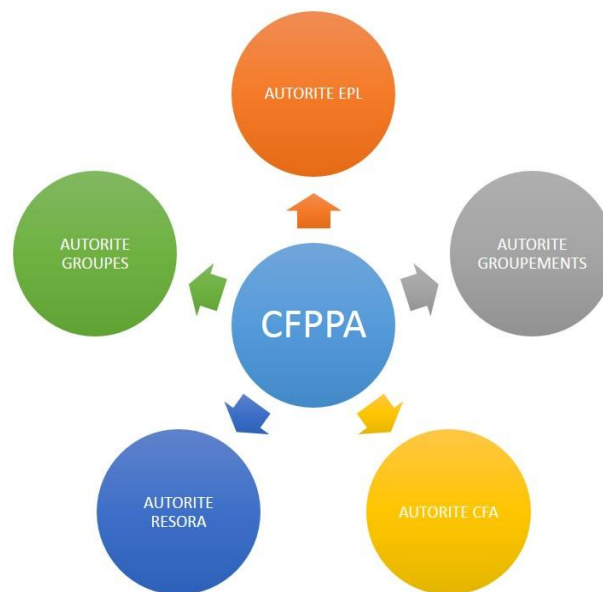 AUTORITE EPL
AUTORITE
GROUPES
AUTORITE
GROUPEMENTS
CFPPA
AUTORITE
RESORA
AUTORITE CFA